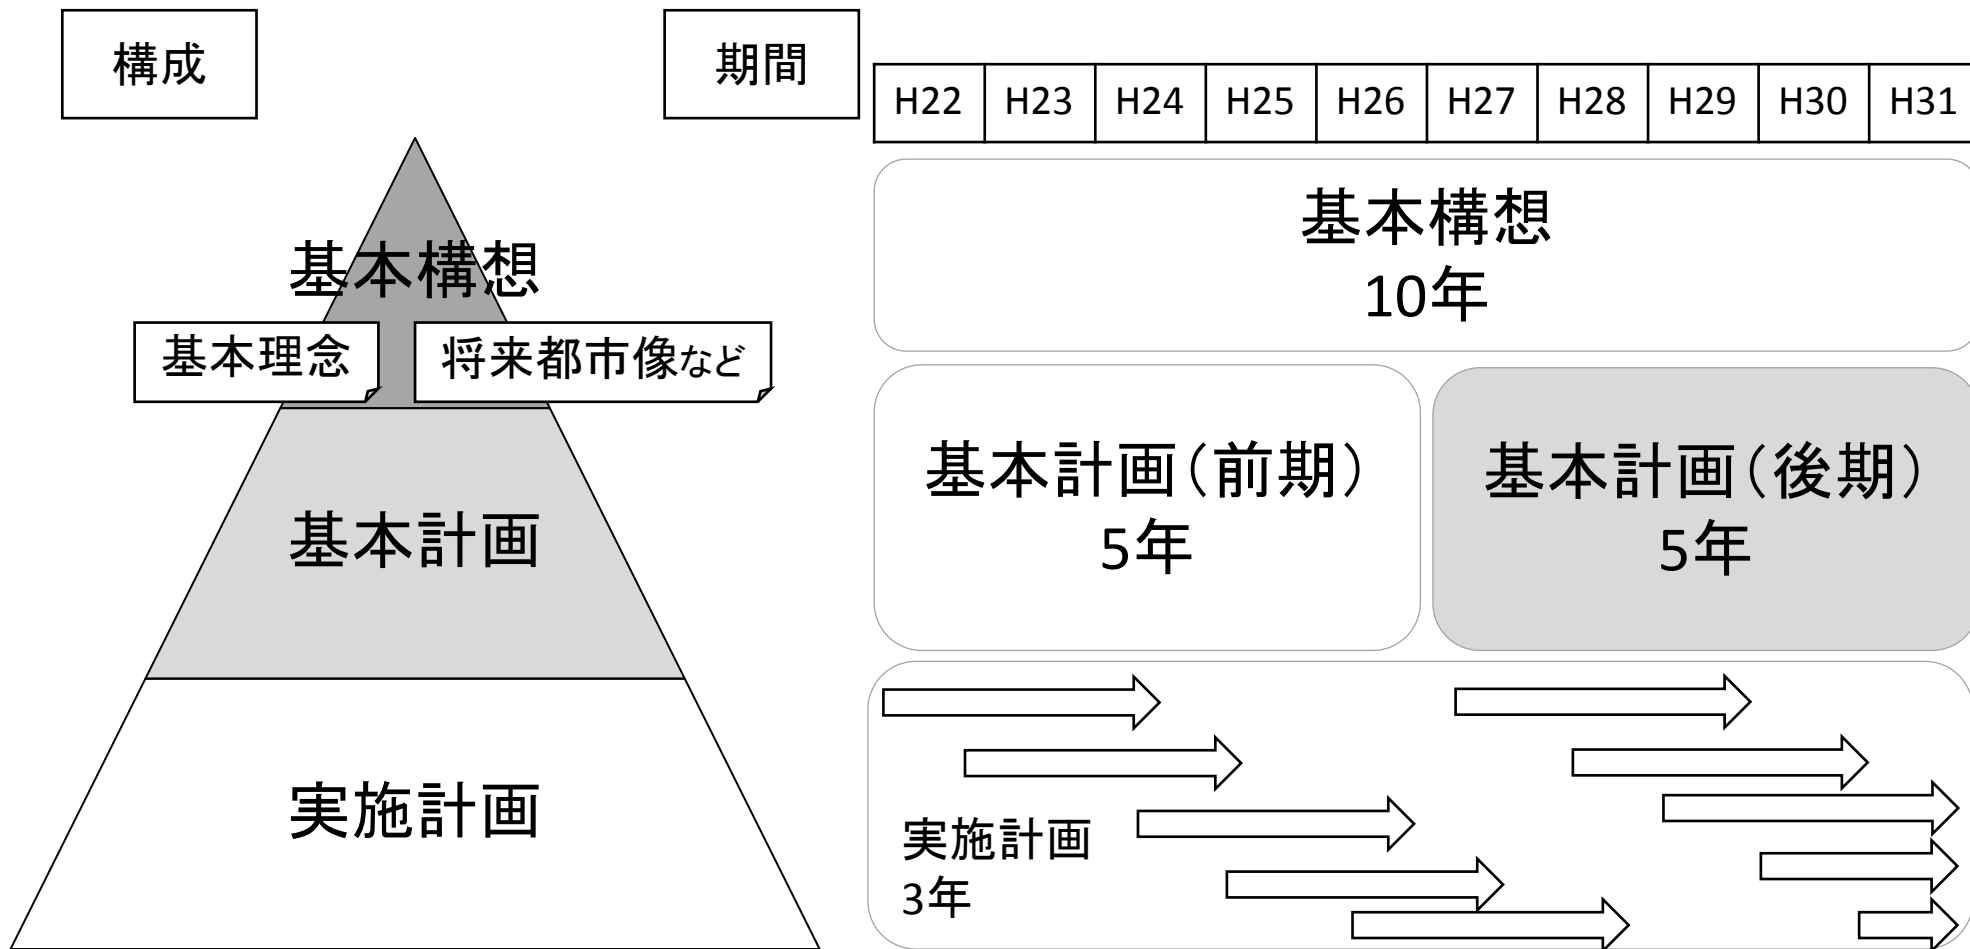 構成
期間
H22 H23 H24 H25 H26 H27 H28 H29 H30 H31
基本構想
基本理念
将来都市像など
基本計画
実施計画
基本構想
10年
基本計画(前期)
5年
基本計画(後期)
5年
実施計画
3年